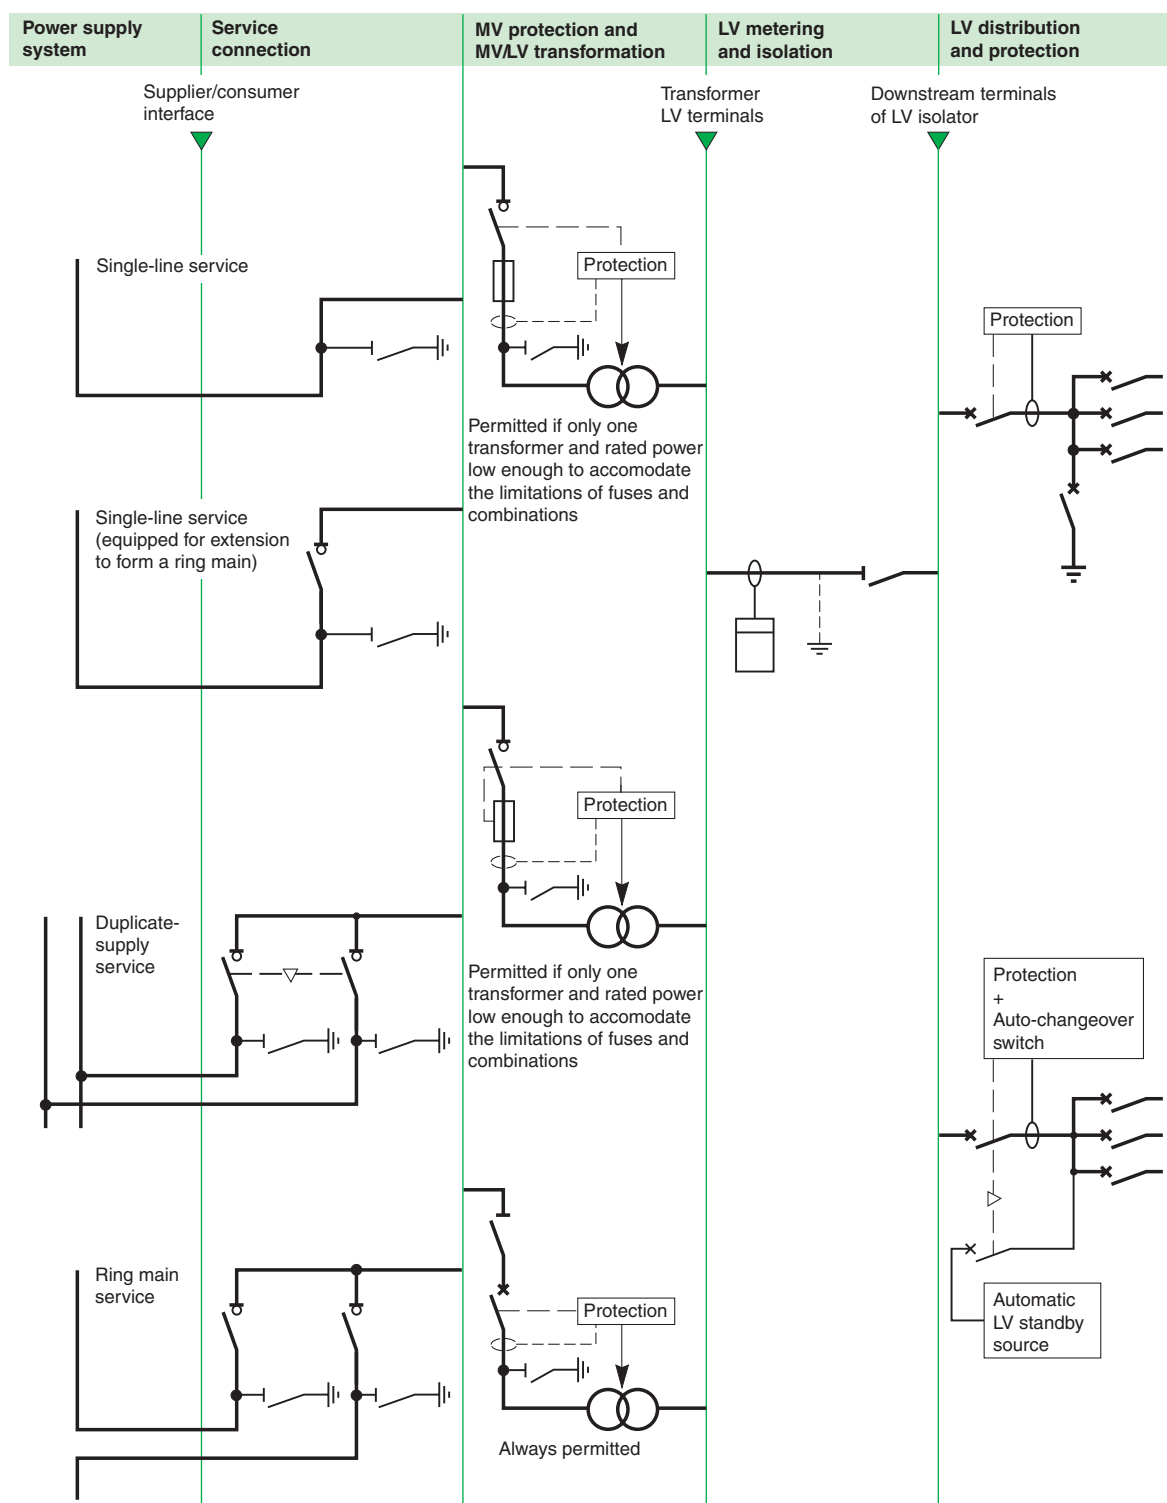 Power supply
system
Service
connection
MV protection and
MV/LV transformation
LV metering
and isolation
LV distribution
and protection
Supplier/consumer
interface
Transformer
LV terminals
Downstream terminals
of LV isolator
Single-line service
Protection
Protection
Permitted if only one
transformer and rated power
low enough to accomodate
the limitations of fuses and
combinations
Single-line service
(equipped for extension
to form a ring main)
Protection
Duplicate-
supply
service
Permitted if only one
transformer and rated power
low enough to accomodate
the limitations of fuses and
combinations
Protection
+
Auto-changeover
switch
Ring main
service
Protection
Automatic
LV standby
source
Always permitted